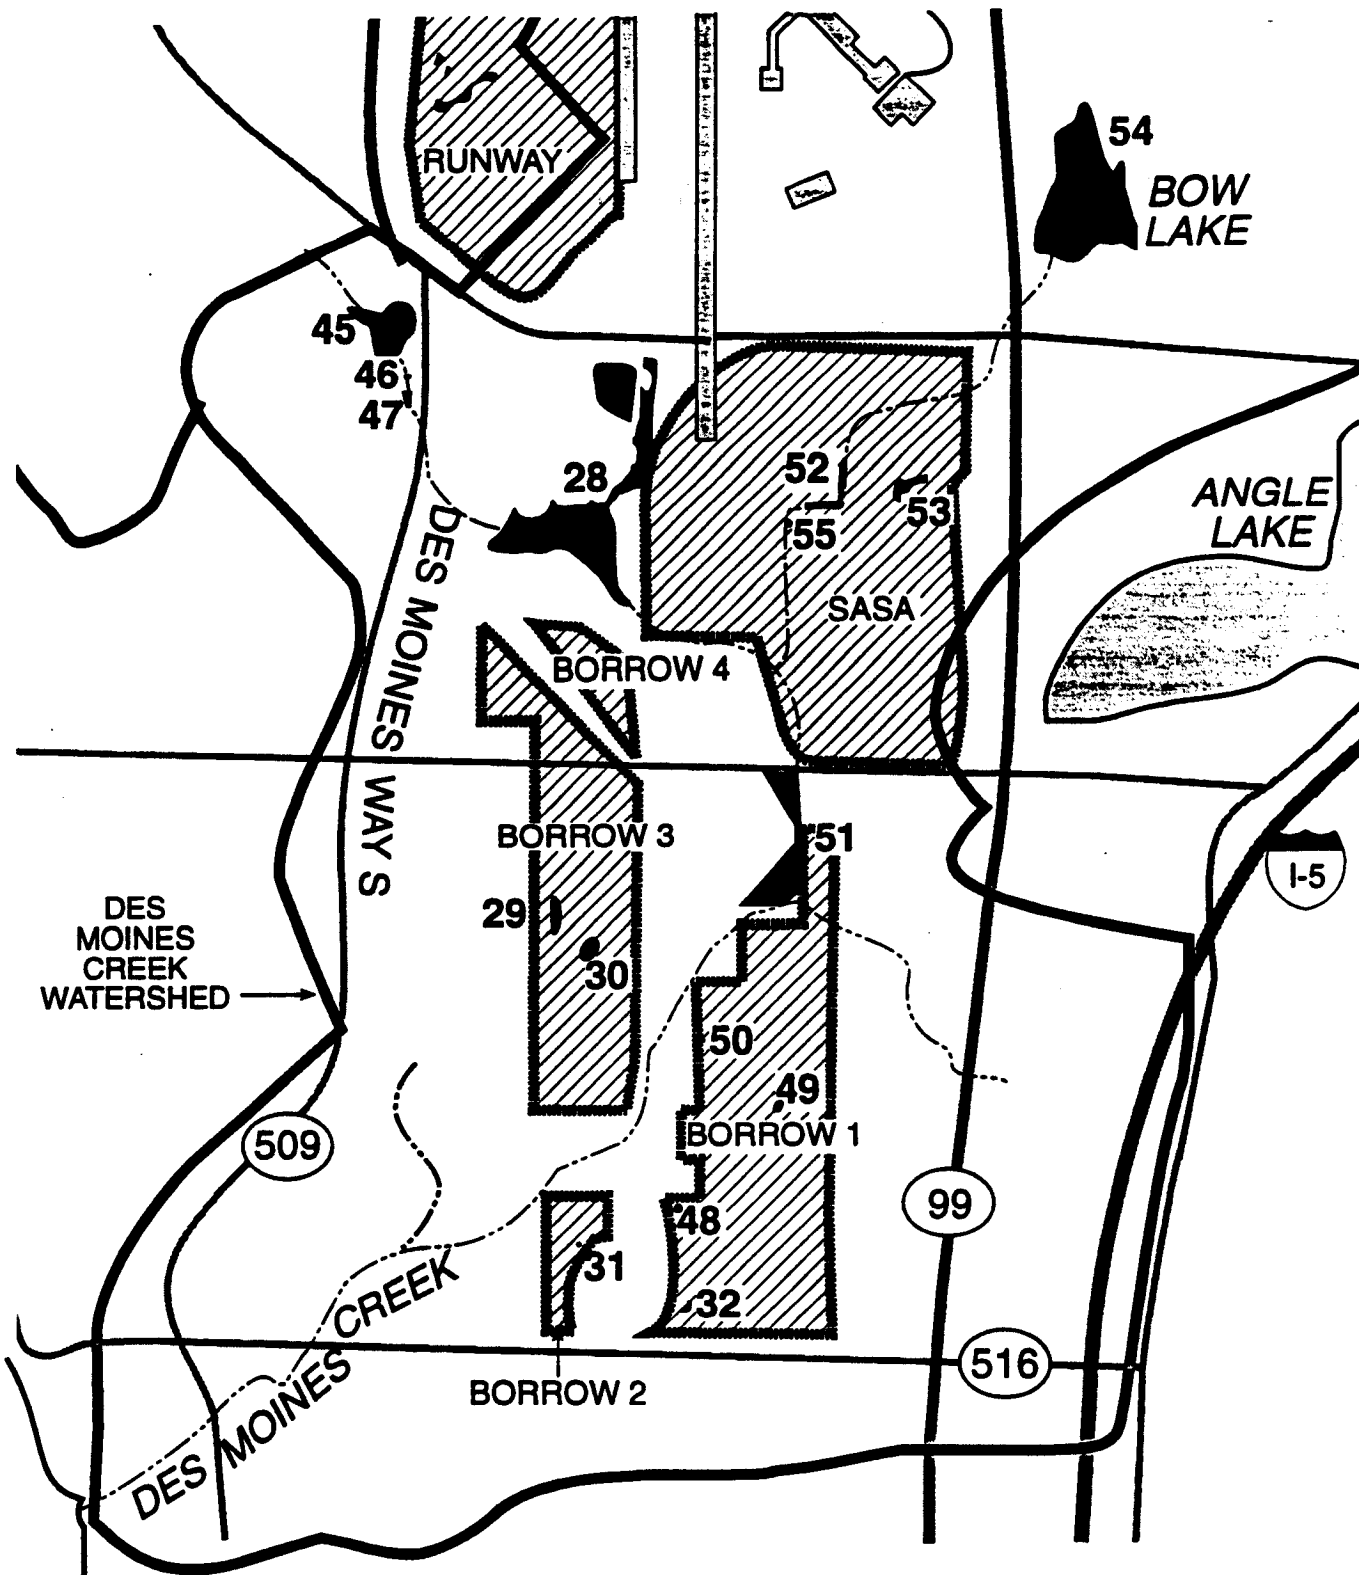 54
RUNWAY
BOW
LAKE
45
46
47
28
52
53
55
ANGLE
LAKE
SASA
DES MOINES WAY S
BORROW 4
BORROW 3
51
I-5
29
30
DES
MOINES
CREEK
WATERSHED
50
49
BORROW 1
509
99
48
31
32
DES MOINES CREEK
516
BORROW 2